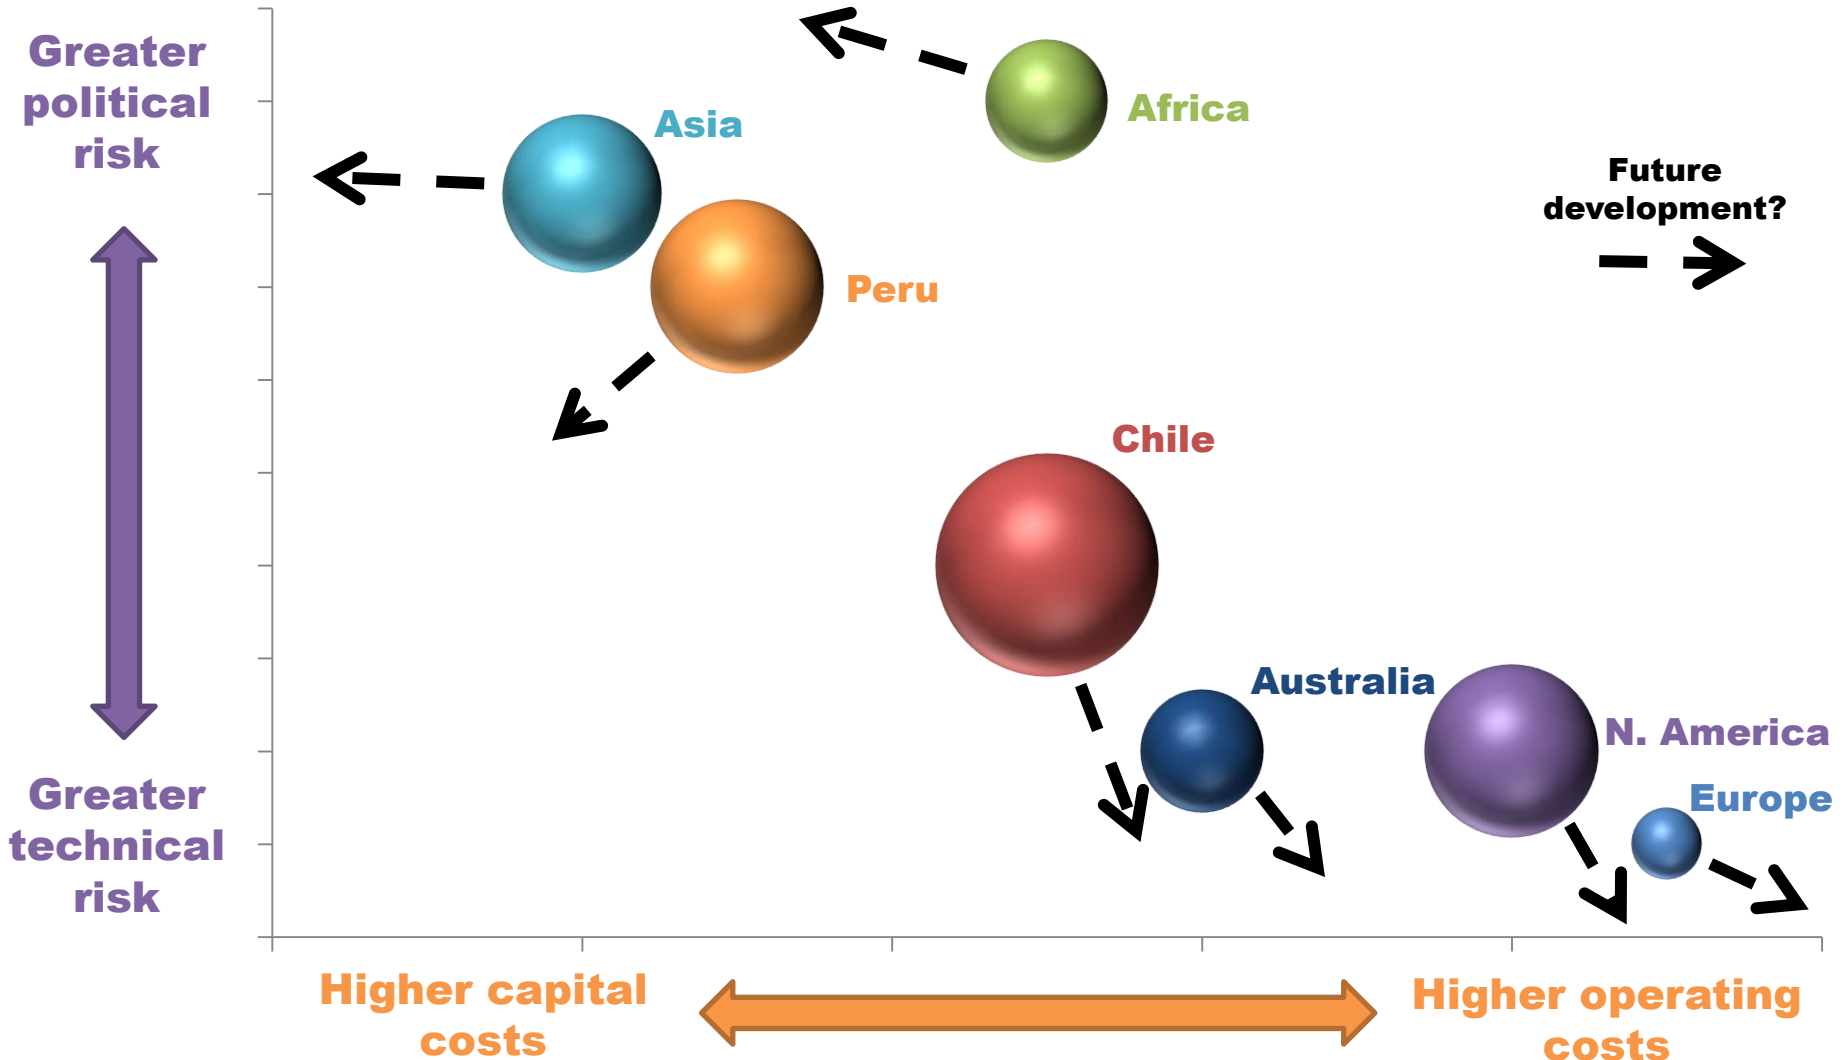 Greater
political
risk
Africa
Asia
Future
development?
Peru
Chile
Australia
N. America
Europe
Greater
technical
risk
Higher capital
costs
Higher operating
costs